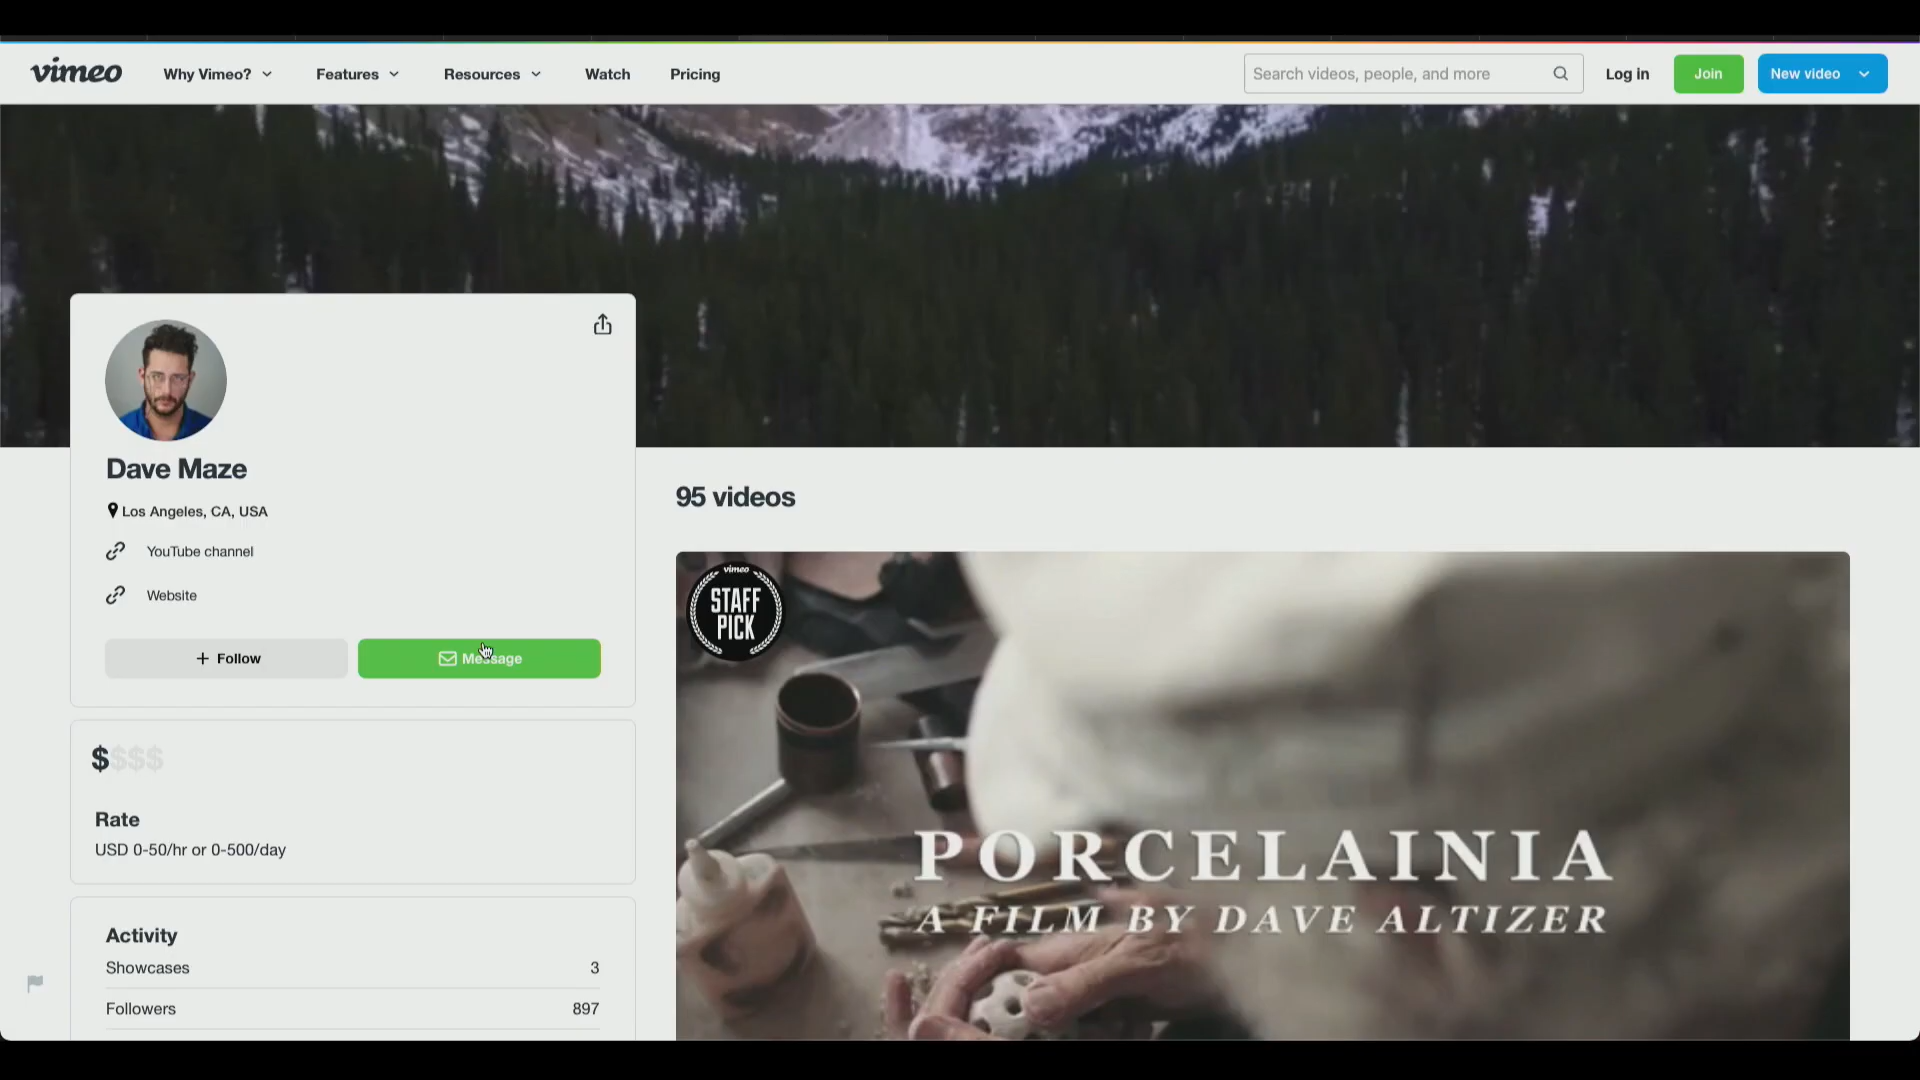 vimeo
Why Vimeo?
Features
Resources
Watch
Pricing
Search videos, people, and more
Log in
Join
New video
Dave Maze
Los Angeles, CA, USA
YouTube channel
Website
+ Follow
Message
$$$$
Rate
USD 0-50/hr or 0-500/day
Activity
Showcases 3
Followers 897
95 videos
vimeo
STAFF
PICK
PORCELAINIA
A FILM BY DAVE ALTIZER